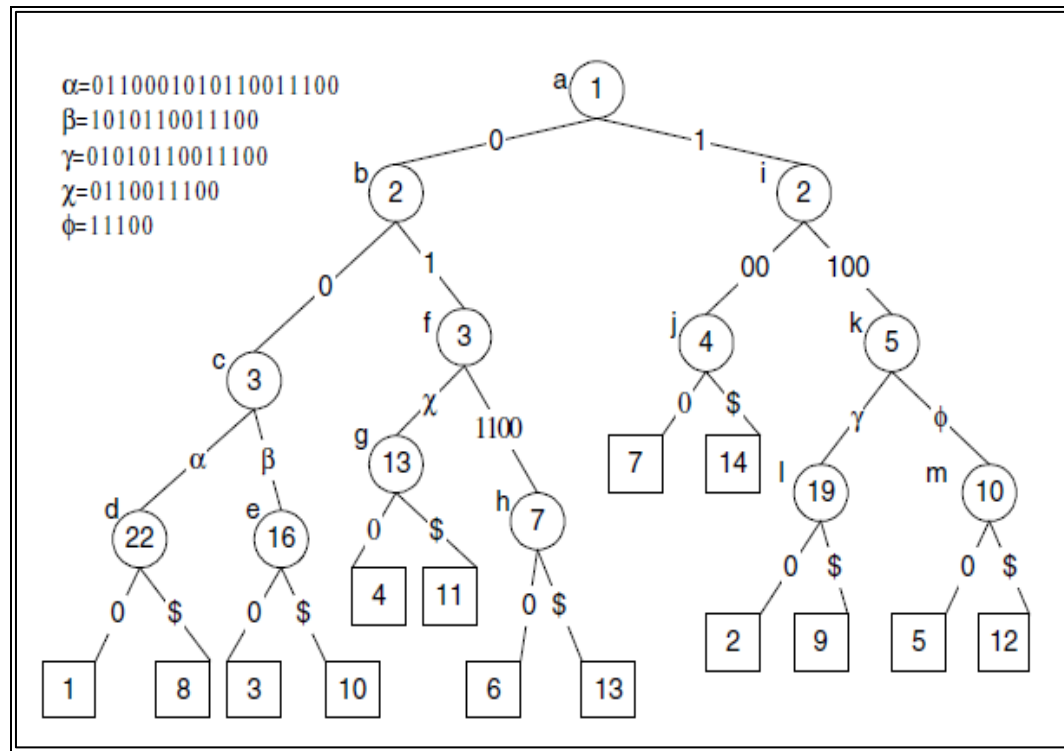 α=0110001010110011100
β=1010110011100
γ=01010110011100
χ=0110011100
ϕ=11100
a 1
0 1
b 2 i 2
0 1 00 100
c 3 f 3 j 4 k 5
α β χ 1100 0 $ γ ϕ
g 13 7 14
d 22 e 16 h 7 l 19 m 10
0 $ 0 $ 0 $ 0 $ 0 $ 0 $
4 11 2 9 5 12
1 8 3 10 6 13